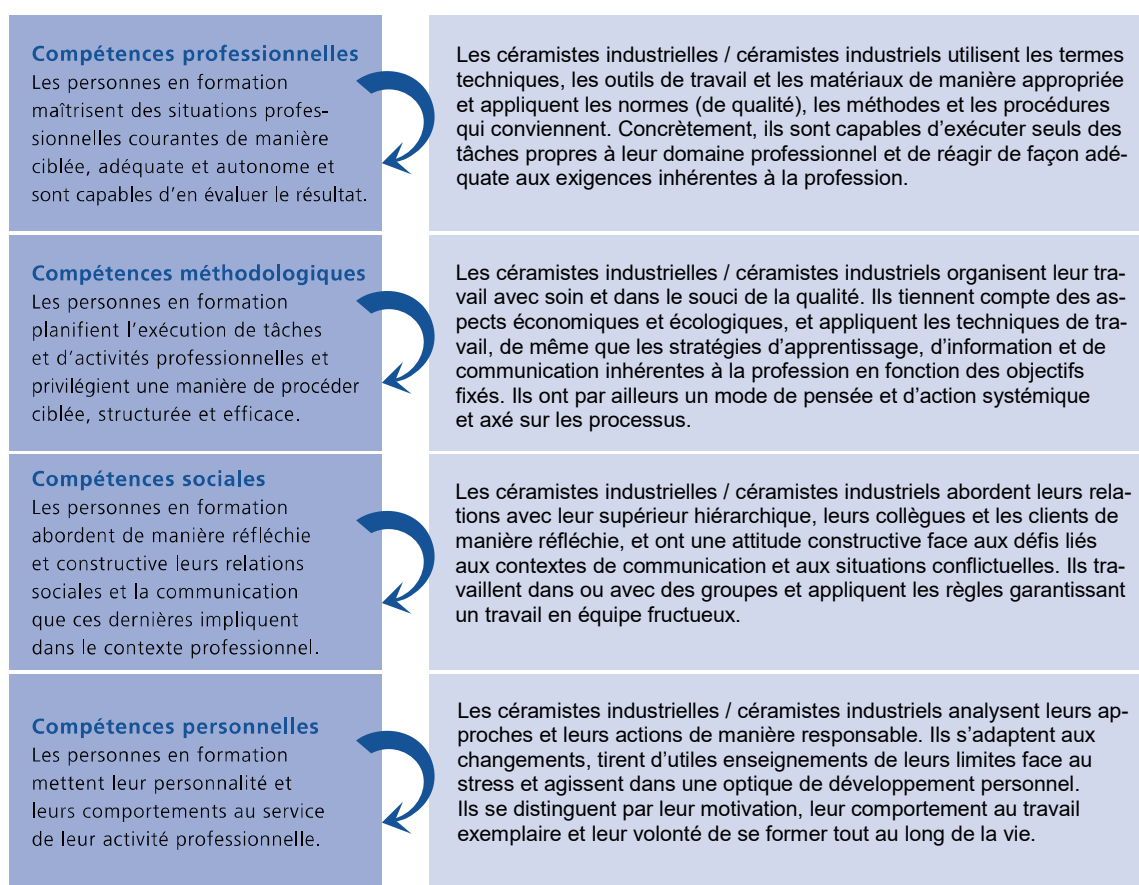 Compétences professionnelles
Les personnes en formation
maîtrisent des situations profes-
sionnelles courantes de manière
ciblée, adéquate et autonome et
sont capables d'en évaluer le résultat.
Les céramistes industrielles / céramistes industriels utilisent les termes
techniques, les outils de travail et les matériaux de manière appropriée
et appliquent les normes (de qualité), les méthodes et les procédures
qui conviennent. Concrètement, ils sont capables d'exécuter seuls des
tâches propres à leur domaine professionnel et de réagir de façon adé-
quate aux exigences inhérentes à la profession.
Compétences méthodologiques
Les personnes en formation
planifient l'exécution de tâches
et d'activités professionnelles et
privilégient une manière de procéder
ciblée, structurée et efficace.
Les céramistes industrielles / céramistes industriels organisent leur tra-
vail avec soin et dans le souci de la qualité. Ils tiennent compte des as-
pects économiques et écologiques, et appliquent les techniques de tra-
vail, de même que les stratégies d'apprentissage, d'information et de
communication inhérentes à la profession en fonction des objectifs
fixés. Ils ont par ailleurs un mode de pensée et d'action systémique
et axé sur les processus.
Compétences sociales
Les personnes en formation
abordent de manière réfléchie
et constructive leurs relations
sociales et la communication
que ces dernières impliquent
dans le contexte professionnel.
Les céramistes industrielles / céramistes industriels abordent leurs rela-
tions avec leur supérieur hiérarchique, leurs collègues et les clients de
manière réfléchie, et ont une attitude constructive face aux défis liés
aux contextes de communication et aux situations conflictuelles. Ils tra-
vaillent dans ou avec des groupes et appliquent les règles garantissant
un travail en équipe fructueux.
Compétences personnelles
Les personnes en formation
mettent leur personnalité et
leurs comportements au service
de leur activité professionnelle.
Les céramistes industrielles / céramistes industriels analysent leurs ap-
proches et leurs actions de manière responsable. Ils s'adaptent aux
changements, tirent d'utiles enseignements de leurs limites face au
stress et agissent dans une optique de développement personnel.
Ils se distinguent par leur motivation, leur comportement au travail
exemplaire et leur volonté de se former tout au long de la vie.